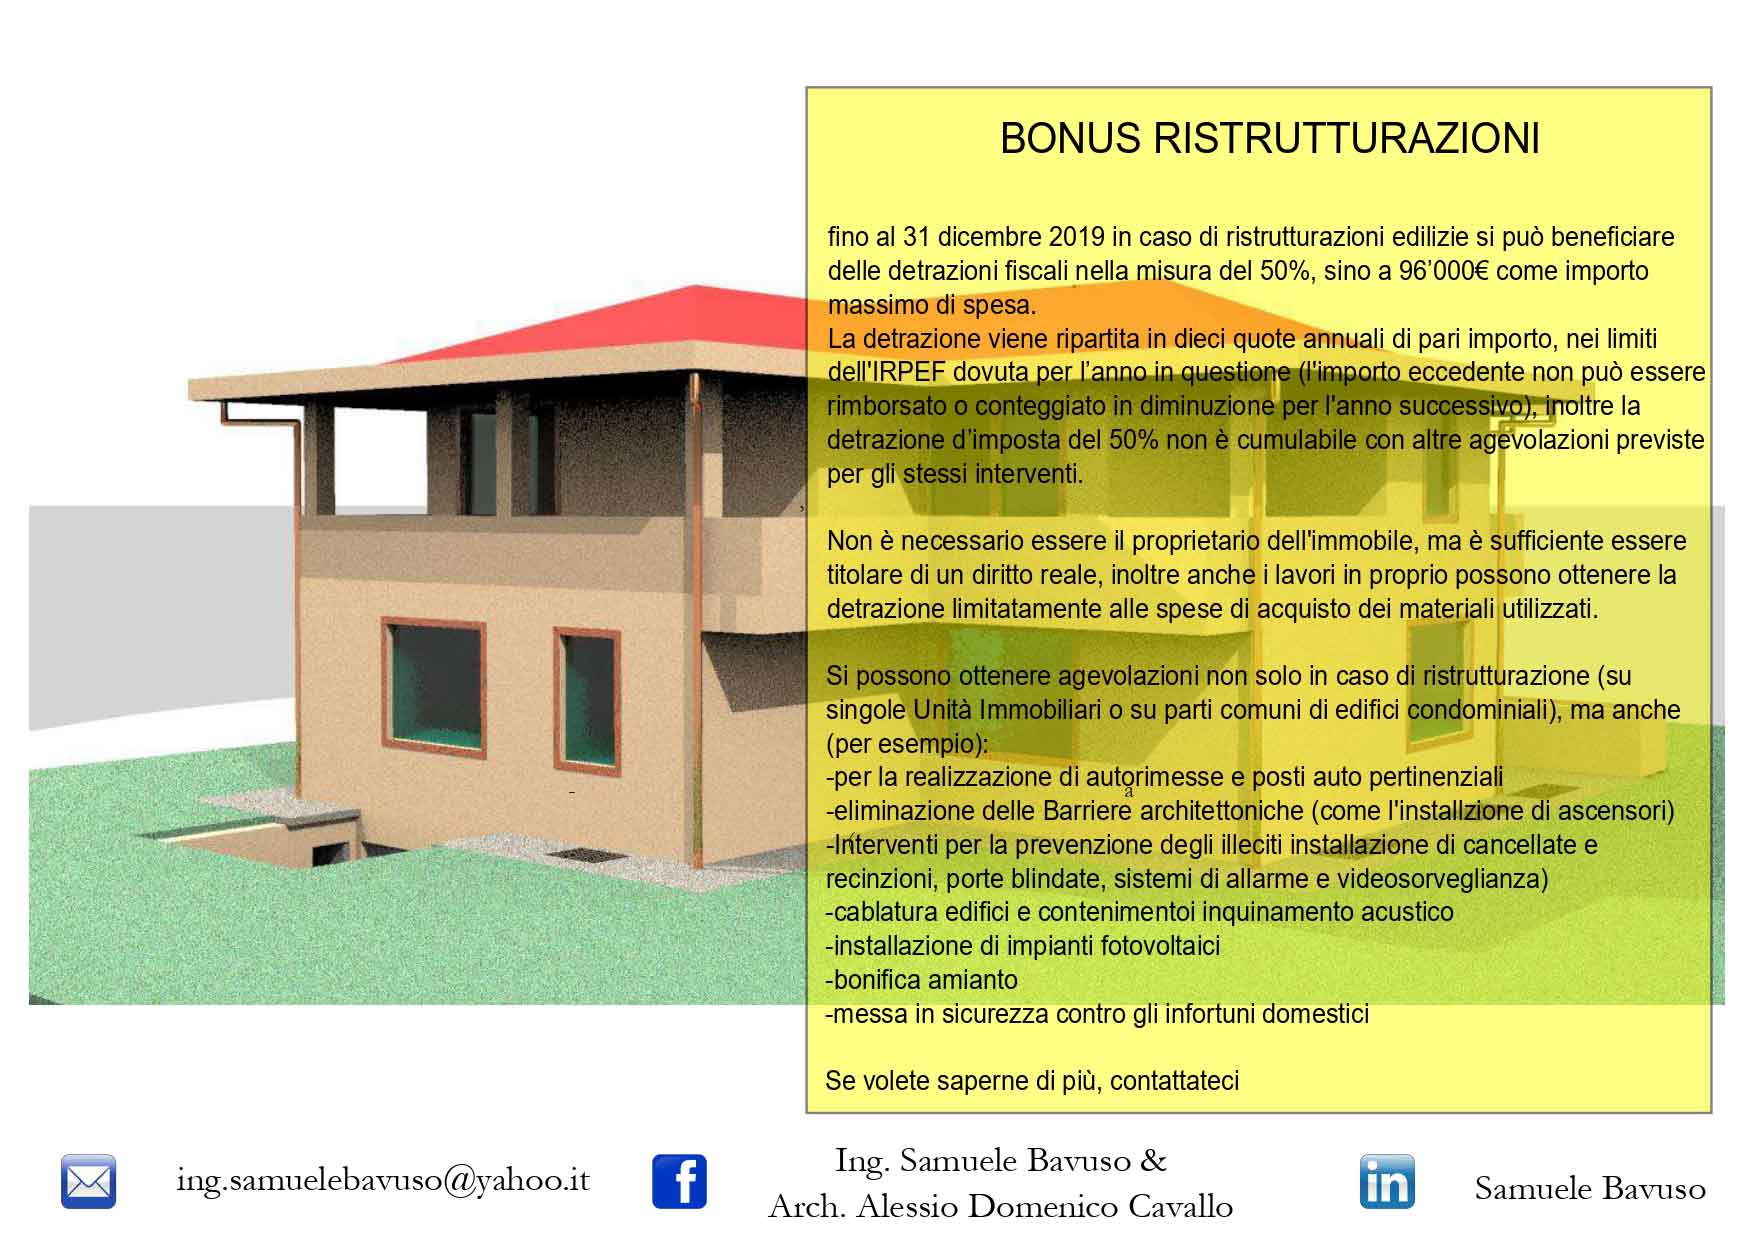 BONUS RISTRUTTURAZIONI
fino al 31 dicembre 2019 in caso di ristrutturazioni edilizie si può beneficiare
delle detrazioni fiscali nella misura del 50%, sino a 96’000€ come importo
massimo di spesa.
La detrazione viene ripartita in dieci quote annuali di pari importo, nei limiti
dell'IRPEF dovuta per l’anno in questione (l'importo eccedente non può essere
rimborsato o conteggiato in diminuzione per l'anno successivo), inoltre la
detrazione d’imposta del 50% non è cumulabile con altre agevolazioni previste
per gli stessi interventi.
Non è necessario essere il proprietario dell'immobile, ma è sufficiente essere
titolare di un diritto reale, inoltre anche i lavori in proprio possono ottenere la
detrazione limitatamente alle spese di acquisto dei materiali utilizzati.
Si possono ottenere agevolazioni non solo in caso di ristrutturazione (su
singole Unità Immobiliari o su parti comuni di edifici condominiali), ma anche
(per esempio):
-per la realizzazione di autorimesse e posti auto pertinenziali
-eliminazione delle Barriere architettoniche (come l'installzione di ascensori)
-Interventi per la prevenzione degli illeciti installazione di cancellate e
recinzioni, porte blindate, sistemi di allarme e videosorveglianza)
-cablatura edifici e contenimentoi inquinamento acustico
-installazione di impianti fotovoltaici
-bonifica amianto
-messa in sicurezza contro gli infortuni domestici
Se volete saperne di più, contattateci
ing.samuelebavuso@yahoo.it
Ing. Samuele Bavuso &
Arch. Alessio Domenico Cavallo
Samuele Bavuso